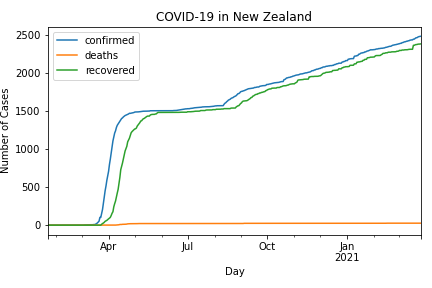 COVID-19 in New Zealand
confirmed
deaths
recovered
Number of Cases
2500
2000
1500
1000
500
0
Apr
Jul
Oct
Jan
2021
Day